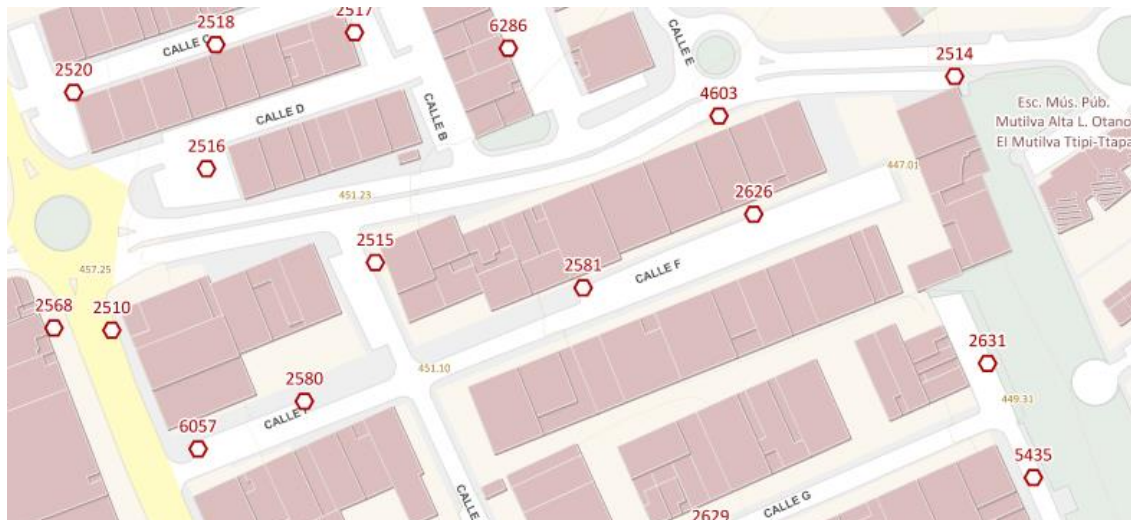 2518
2517
6286
CALLE C
CALLE E
2520
2514
4603
Esc. Mús. Púb.
Mutilva Alta L. Otano
El Mutilva Ttipi-Ttapa
CALLE D
CALLE B
2516
447.01
451.23
2626
2515
457.25
2581
CALLE F
2568
2510
2631
451.10
2580
CALLE
449.31
6057
5435
CALLE
CALLE G
2629